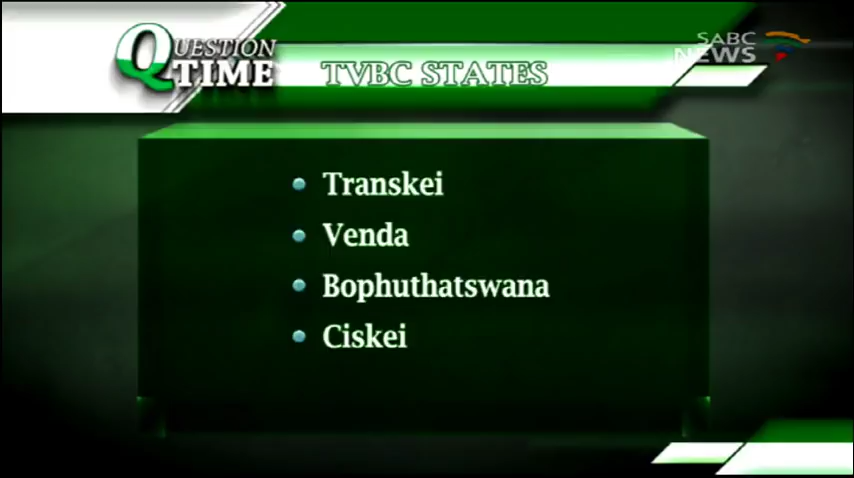 QUESTION
TIME
TVBC STATES
SABC
NEWS
Transkei
Venda
Bophuthatswana
Ciskei